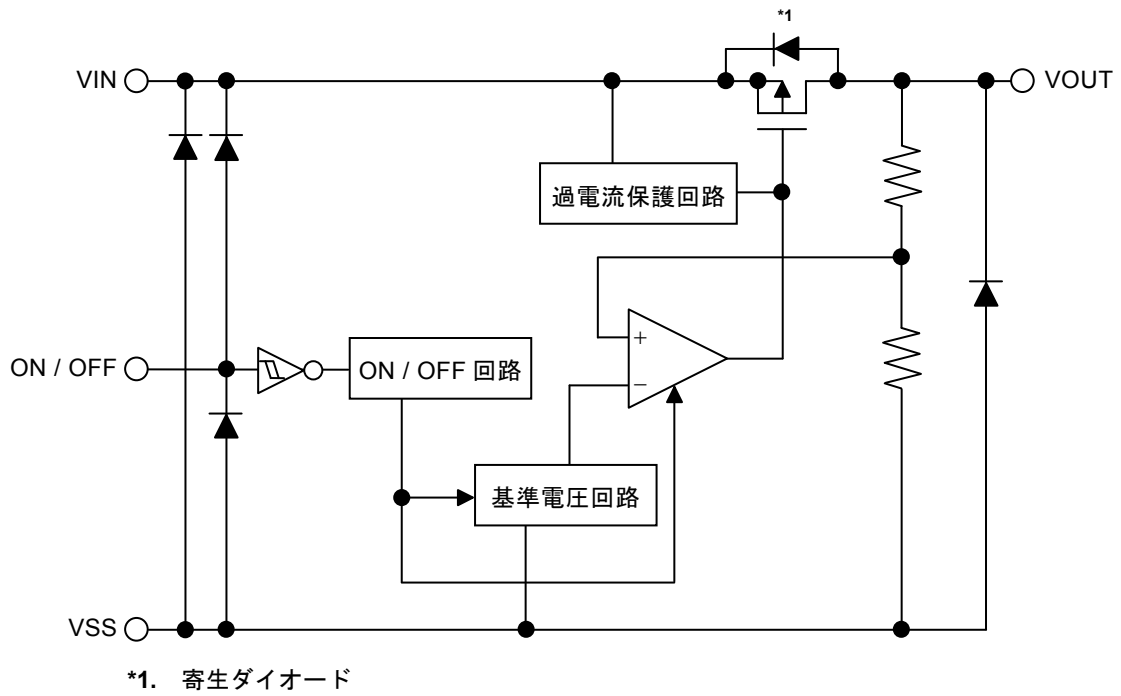 *1
VIN
VOUT
過電流保護回路
ON / OFF
ON / OFF 回路
+
−
基準電圧回路
VSS
*1. 寄生ダイオード